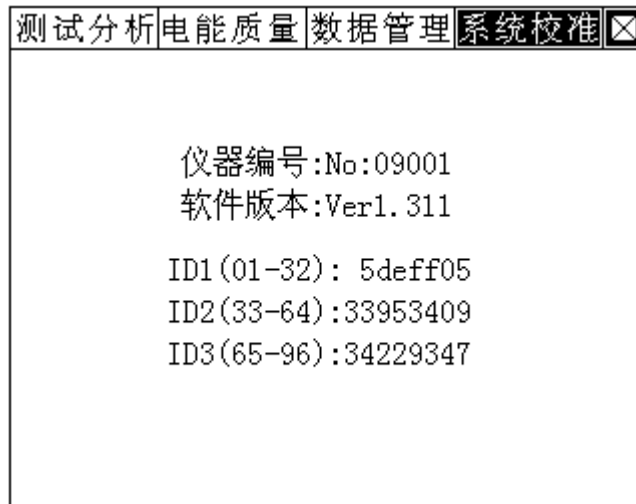 测试分析 电能质量 数据管理 系统校准
仪器编号:No:09001
软件版本:Ver1.311
ID1(01-32): 5deff05
ID2(33-64):33953409
ID3(65-96):34229347